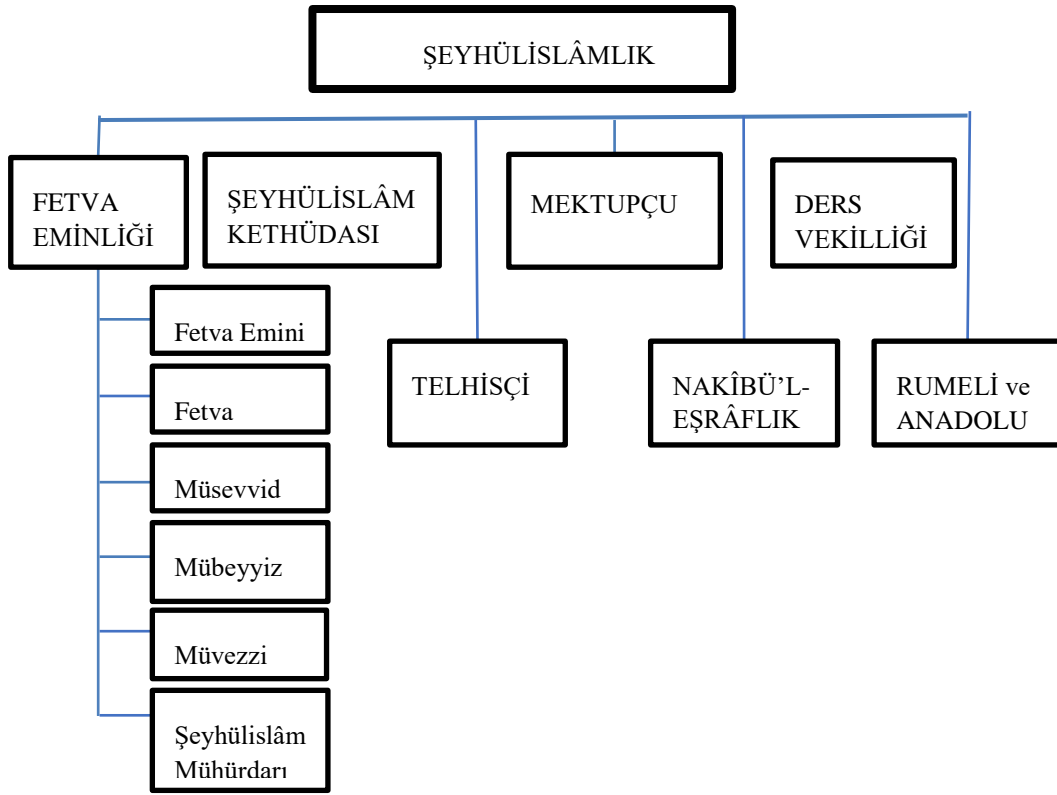 ŞEYHÜLİSLÂMLIK
FETVA
EMİNLİĞİ
ŞEYHÜLİSLÂM
KETHÜDASI
MEKTUPÇU
DERS
VEKİLLİĞİ
TELHİSÇİ
NAKÎBÜ’L-
EŞRÂFLIK
RUMELİ ve
ANADOLU
Fetva Emini
Fetva
Müsevvid
Mübeyyiz
Müvezzi
Şeyhülislâm
Mühürdarı